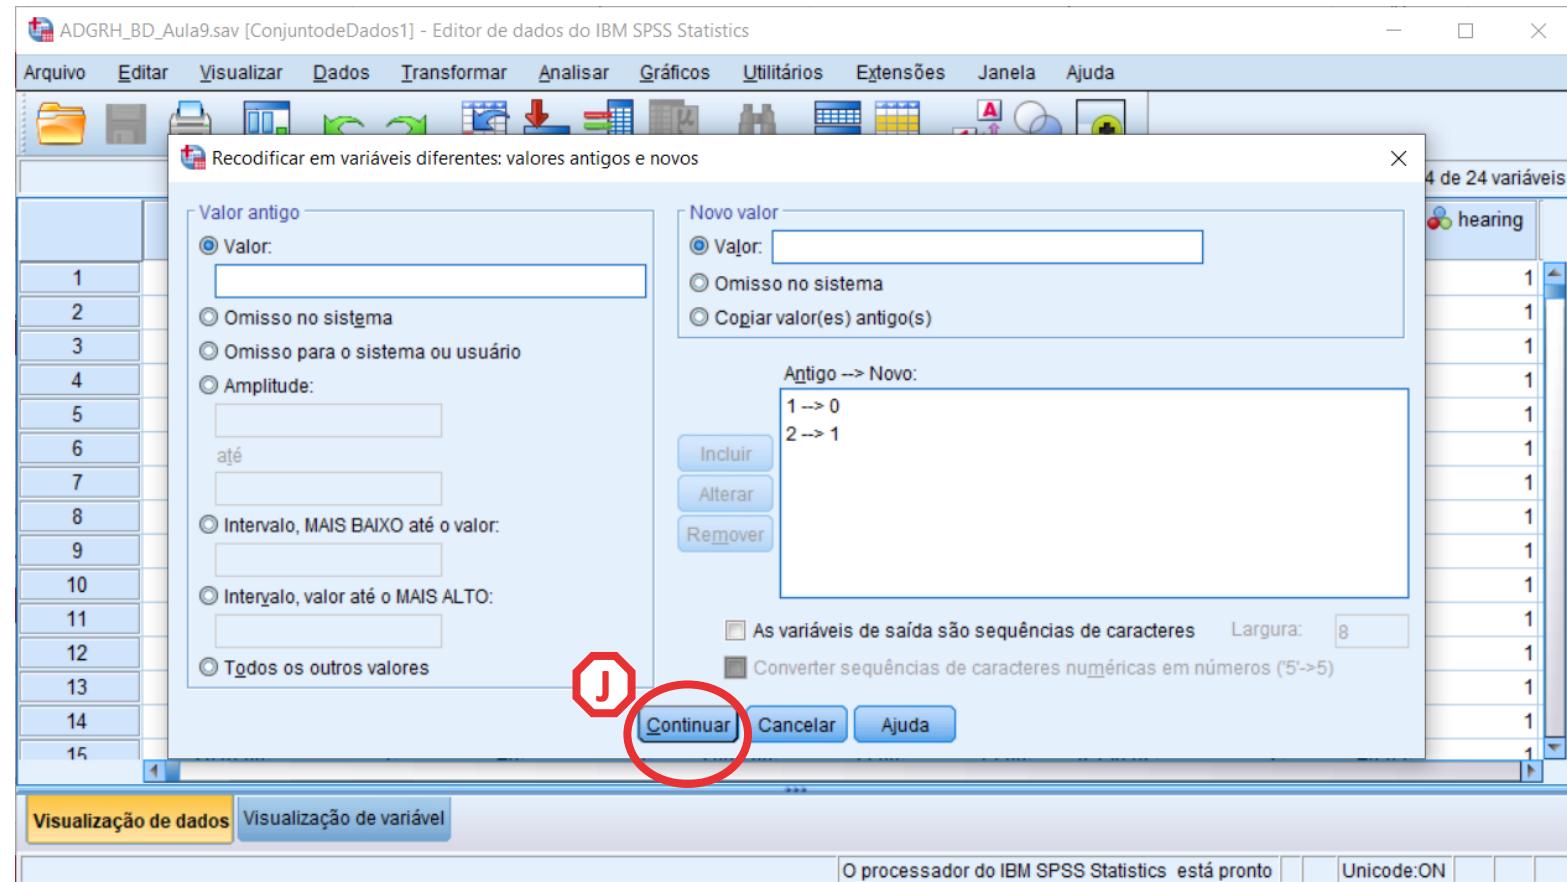 ADGRH_BD_Aula9.sav [ConjuntodeDados1] - Editor de dados do IBM SPSS Statistics
Arquivo Editar Visualizar Dados Transformar Analisar Gráficos Utilitários Extensões Janela Ajuda
Recodificar em variáveis diferentes: valores antigos e novos
4 de 24 variáveis
hearing
Valor antigo
Valor:
Omisso no sistema
Omisso para o sistema ou usuário
Amplitude:
até
Intervalo, MAIS BAIXO até o valor:
Intervalo, valor até o MAIS ALTO:
Todos os outros valores
Novo valor
Valor:
Omisso no sistema
Copiar valor(es) antigo(s)
Antigo --> Novo:
1 --> 0
2 --> 1
Incluir
Alterar
Remover
As variáveis de saída são sequências de caracteres Largura: 8
Converter sequências de caracteres numéricas em números ('5'->5)
J
Continuar Cancelar Ajuda
1 1
2 1
3 1
4 1
5 1
6 1
7 1
8 1
9 1
10 1
11 1
12 1
13 1
14 1
15 1
Visualização de dados Visualização de variável
O processador do IBM SPSS Statistics está pronto Unicode:ON